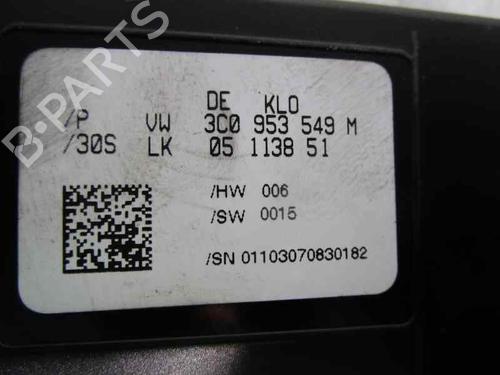 DE KLO
/P VW 3C0 953 549 M
/30S LK 05 1138 51
/HW 006
/SW 0015
/SN 01103070830182
B-PARTS